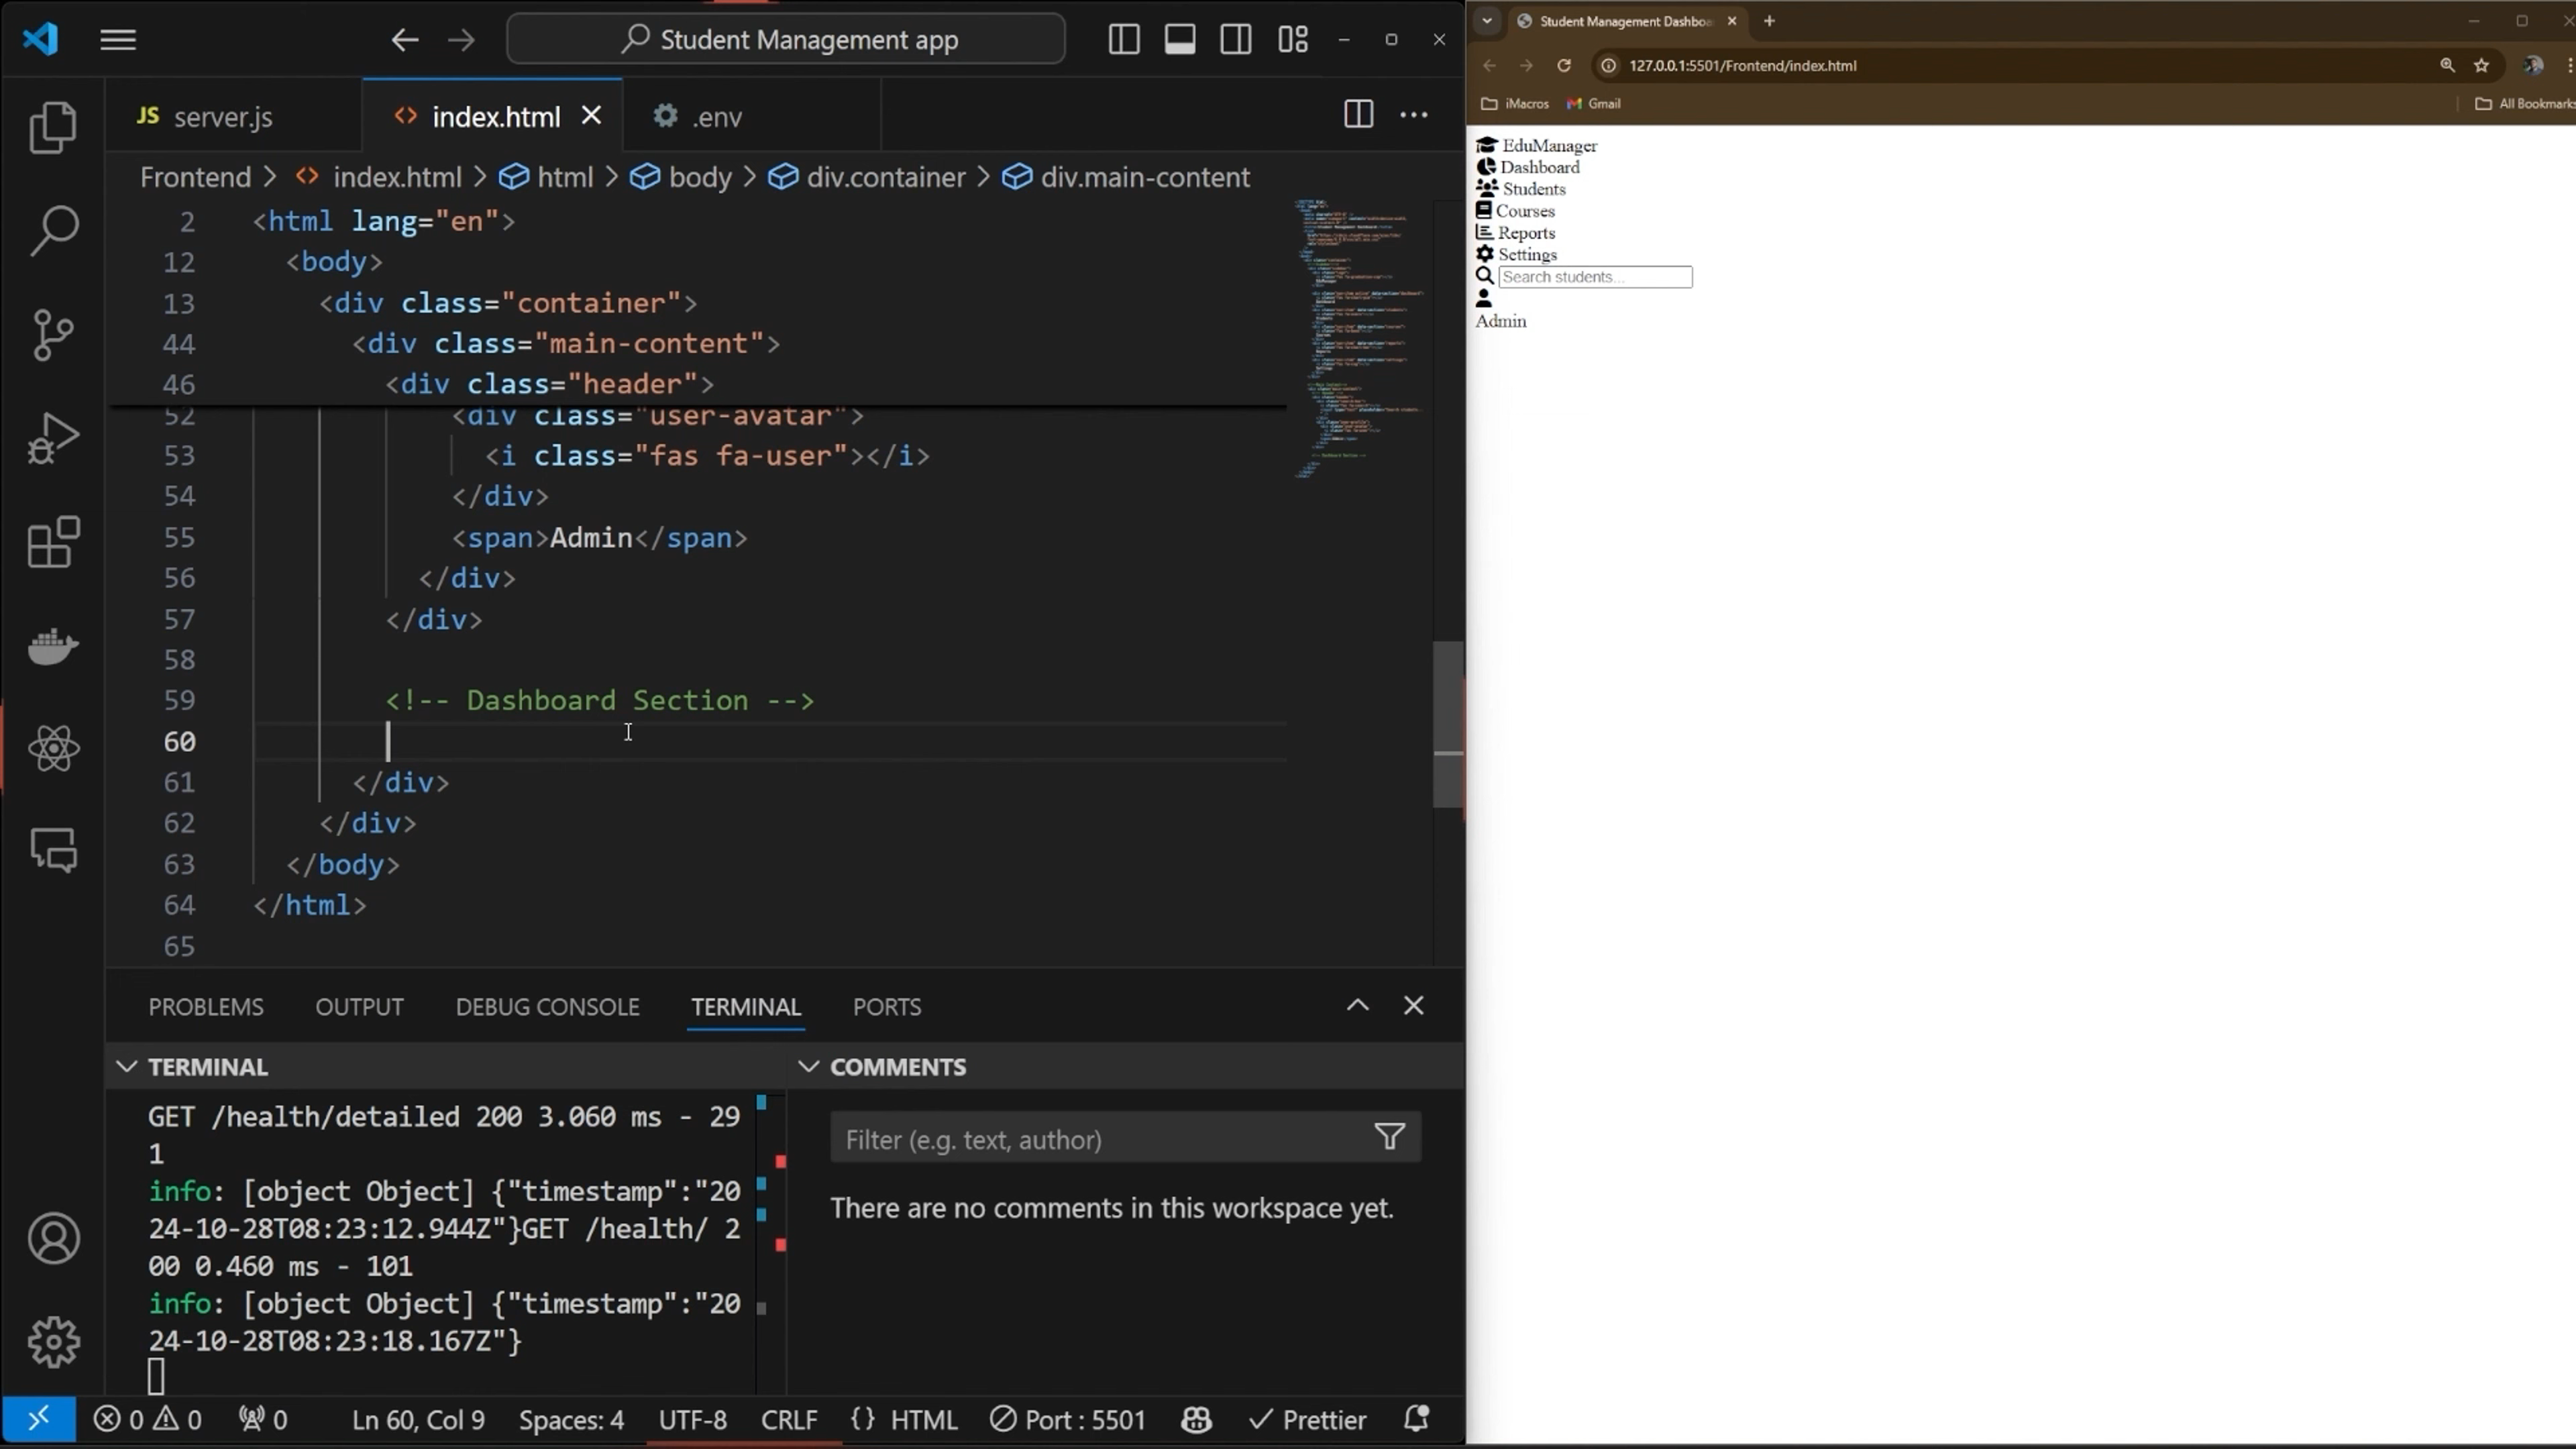 Student Management app
JS server.js
index.html
.env
Frontend > index.html > html > body > div.container > div.main-content
2 <html lang="en">
12 <body>
13 <div class="container">
44 <div class="main-content">
46 <div class="header">
52 <div class="user-avatar">
53 <i class="fas fa-user"></i>
54 </div>
55 <span>Admin</span>
56 </div>
57 </div>
58
59 <!-- Dashboard Section -->
60
61 </div>
62 </div>
63 </body>
64 </html>
65
PROBLEMS OUTPUT DEBUG CONSOLE TERMINAL PORTS
TERMINAL
GET /health/detailed 200 3.060 ms - 29
1
info: [object Object] {"timestamp":"20
24-10-28T08:23:12.944Z"}GET /health/ 2
00 0.460 ms - 101
info: [object Object] {"timestamp":"20
24-10-28T08:23:18.167Z"}
COMMENTS
Filter (e.g. text, author)
There are no comments in this workspace yet.
0 0 0 Ln 60, Col 9 Spaces: 4 UTF-8 CRLF {} HTML Port : 5501 Prettier
Student Management Dashbo
127.0.0.1:5501/Frontend/index.html
iMacros Gmail All Bookmarks
EduManager
Dashboard
Students
Courses
Reports
Settings
Search students...
Admin